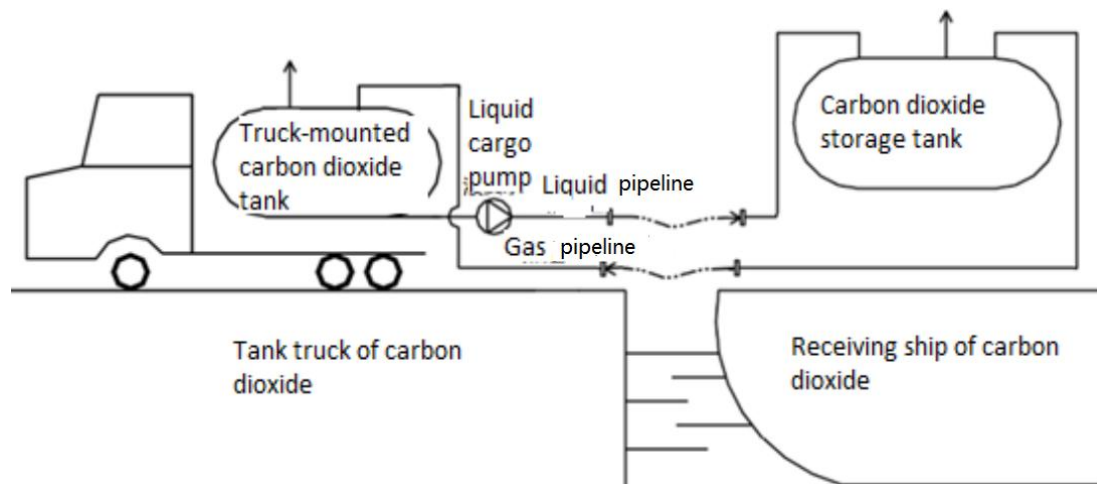 Truck-mounted
carbon dioxide
tank
Liquid
cargo
pump
Liquid pipeline
Gas pipeline
Carbon dioxide
storage tank
Tank truck of carbon
dioxide
Receiving ship of carbon
dioxide